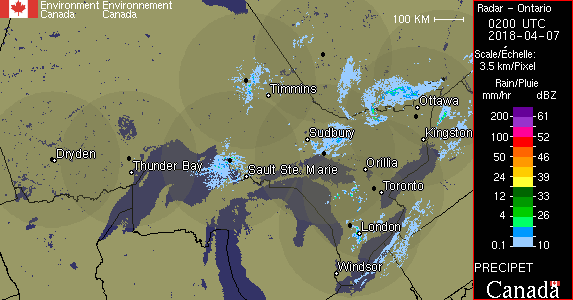 Environment Environnement
Canada Canada
100 KM
Timmins
Ottawa
Sudbury
Kingston
Dryden
Thunder Bay
Sault Ste. Marie
Orillia
Toronto
London
Windsor
Radar - Ontario
0200 UTC
2018-04-07
Scale/Échelle:
3.5 km/Pixel
Rain/Pluie
mm/hr dBZ
200 61
100 52
50 46
24 39
12 33
4 26
1 18
0.1 10
PRECIPET
Canada